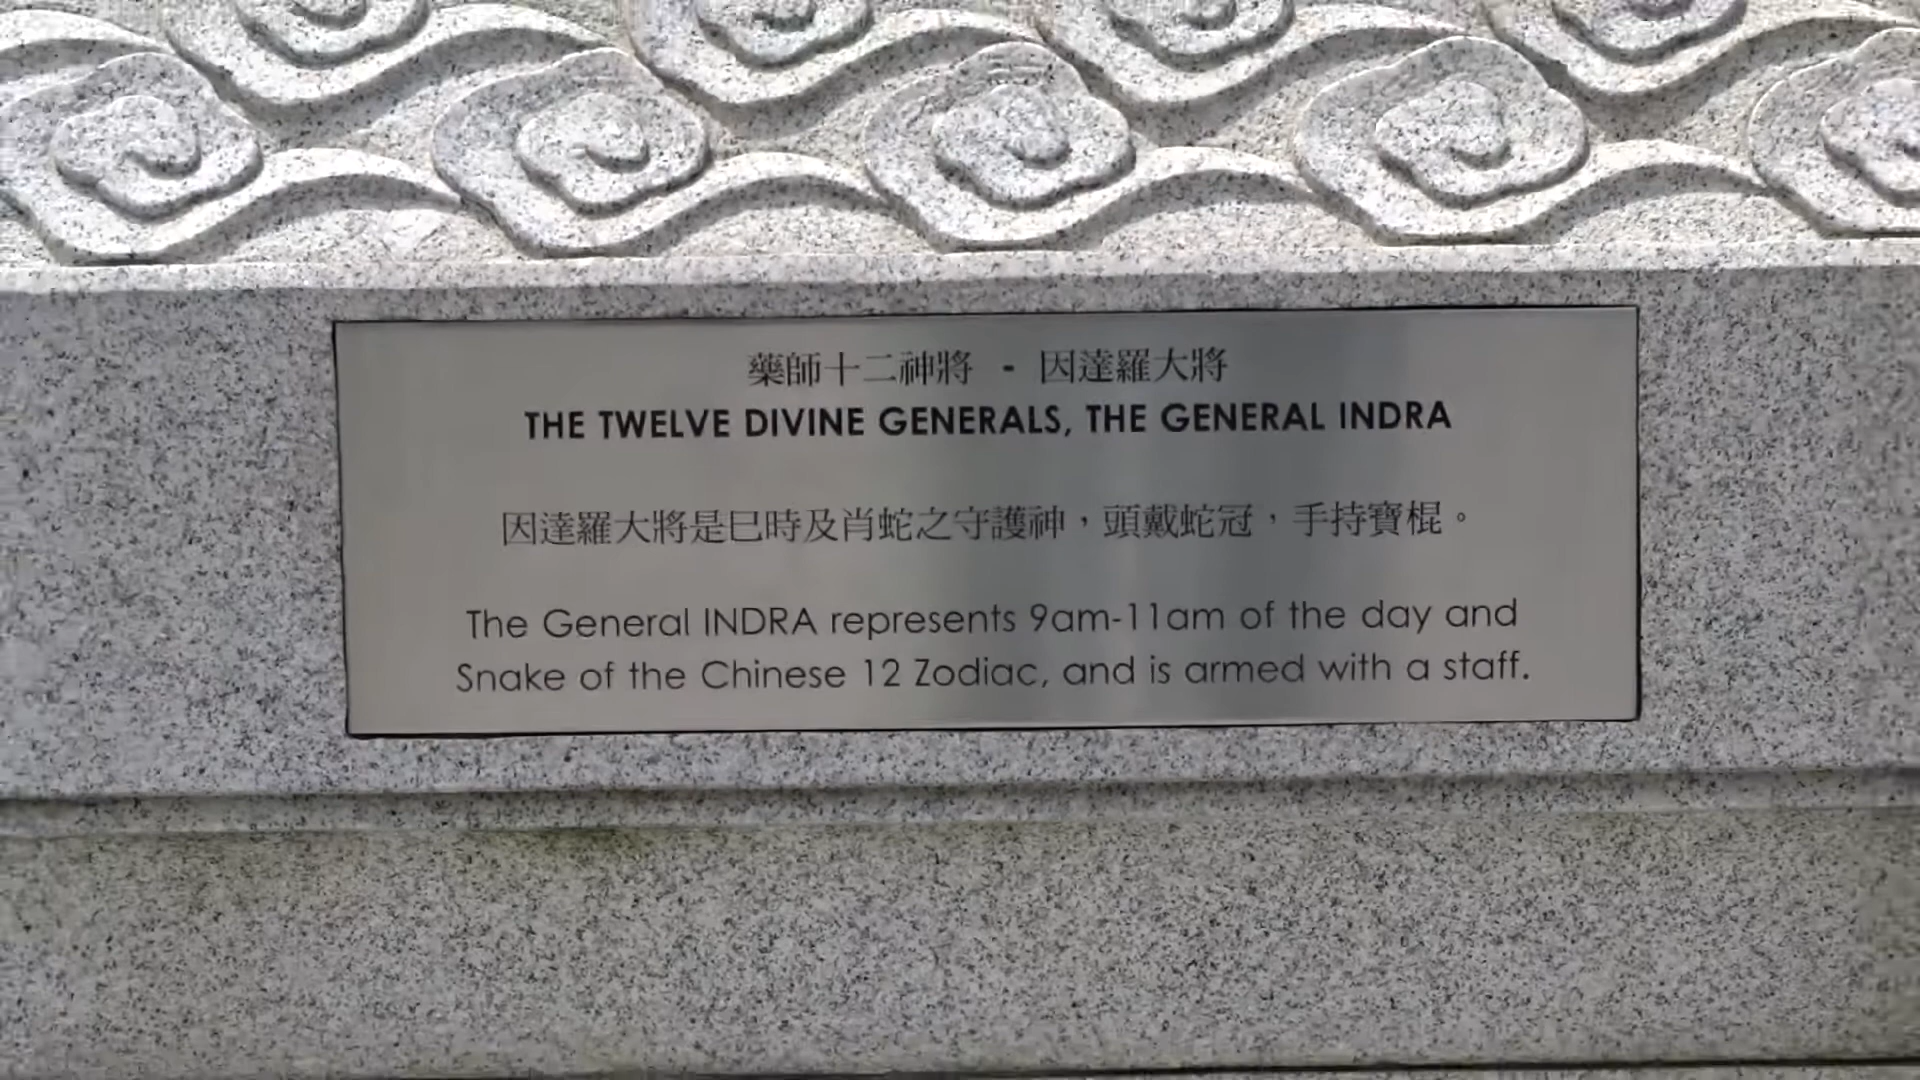 藥師十二神將 - 因達羅大將
THE TWELVE DIVINE GENERALS, THE GENERAL INDRA
因達羅大將是巳時及肖蛇之守護神，頭戴蛇冠，手持寶棍。
The General INDRA represents 9am-11am of the day and
Snake of the Chinese 12 Zodiac, and is armed with a staff.